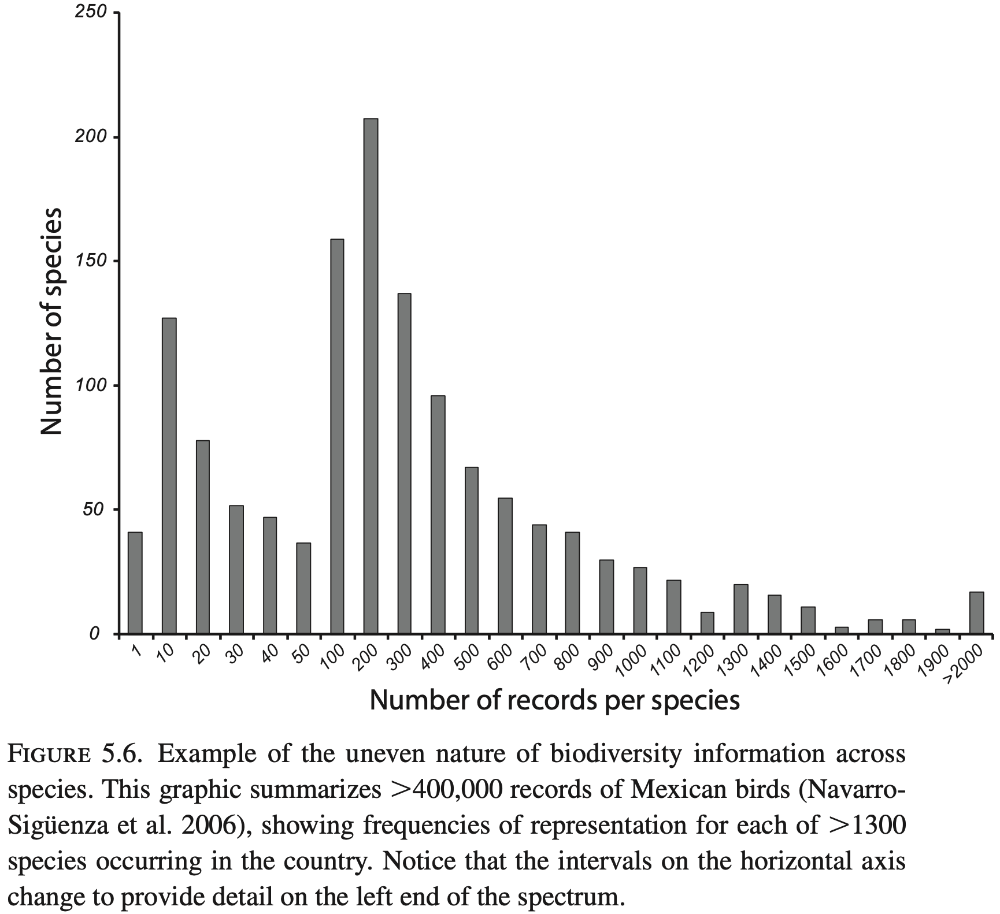 250
200
150
100
50
0
Number of species
1 10 20 30 40 50 100 200 300 400 500 600 700 800 900 1000 1100 1200 1300 1400 1500 1600 1700 1800 1900 >2000
Number of records per species
FIGURE 5.6. Example of the uneven nature of biodiversity information across
species. This graphic summarizes >400,000 records of Mexican birds (Navarro-
Sigüenza et al. 2006), showing frequencies of representation for each of >1300
species occurring in the country. Notice that the intervals on the horizontal axis
change to provide detail on the left end of the spectrum.